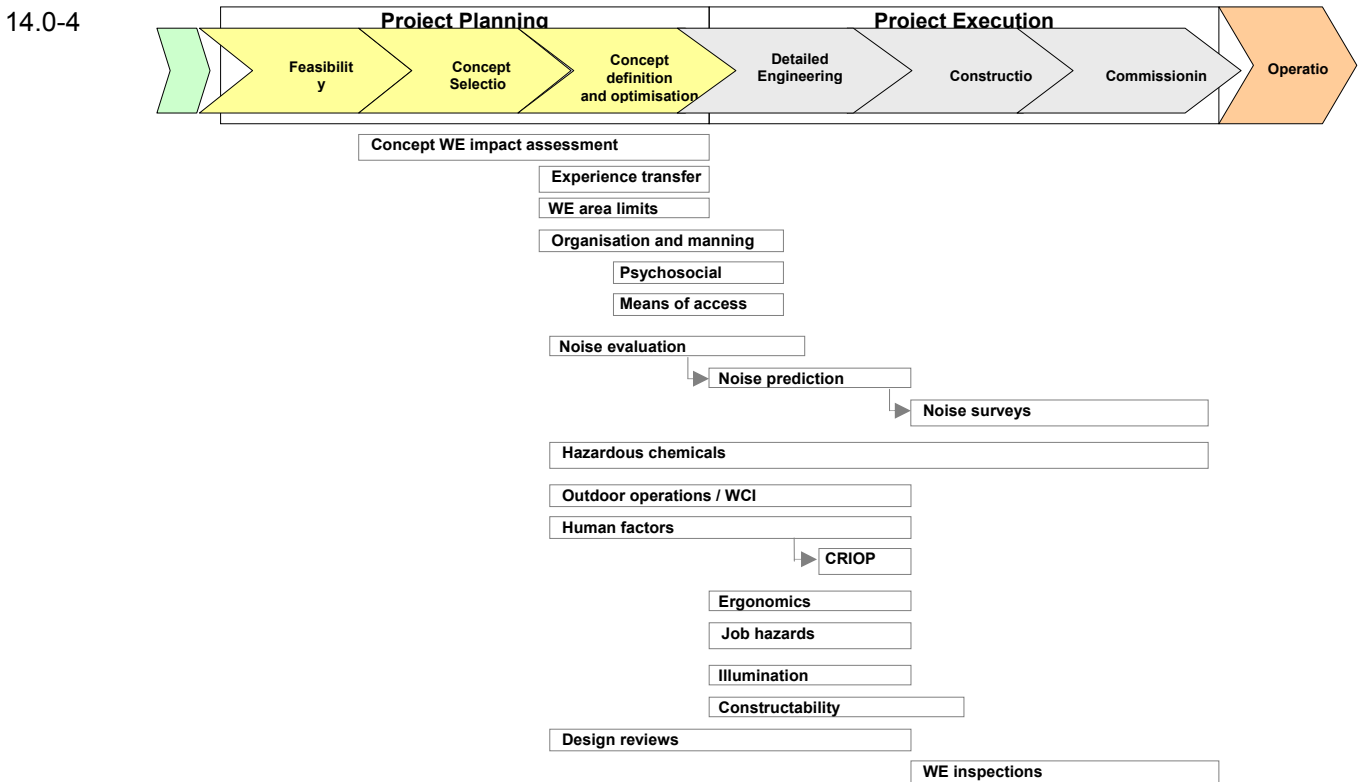 14.0-4
Project Planning
Project Execution
Feasibilit
y
Concept
Selectio
Concept
definition
and optimisation
Detailed
Engineering
Constructio
Commissionin
Operatio
Concept WE impact assessment
Experience transfer
WE area limits
Organisation and manning
Psychosocial
Means of access
Noise evaluation
Noise prediction
Noise surveys
Hazardous chemicals
Outdoor operations / WCI
Human factors
CRIOP
Ergonomics
Job hazards
Illumination
Constructability
Design reviews
WE inspections